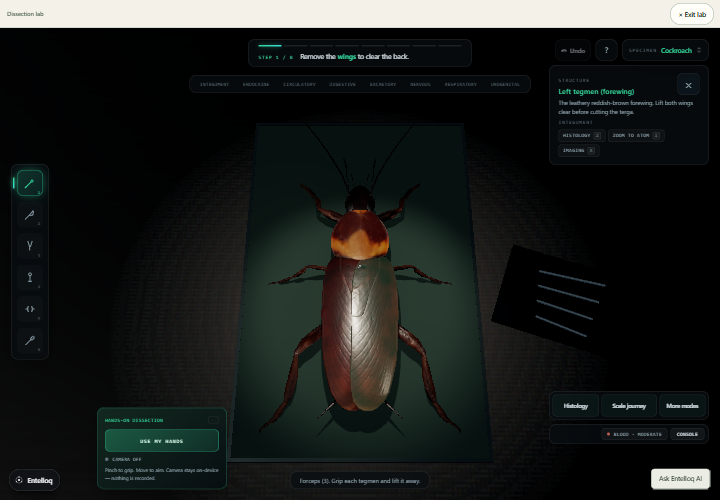 Dissection lab
× Exit lab
STEP 1 / 8 Remove the wings to clear the back.
Undo
?
SPECIMEN Cockroach
INTEGUMENT ENDOCRINE CIRCULATORY DIGESTIVE EXCRETORY NERVOUS RESPIRATORY UROGENITAL
STRUCTURE
×
Left tegmen (forewing)
The leathery reddish-brown forewing. Lift both wings
clear before cutting the terga.
INTEGUMENT
HISTOLOGY
ZOOM TO ATOM
IMAGING
HANDS-ON DISSECTION
USE MY HANDS
CAMERA OFF
Pinch to grip. Move to aim. Camera stays on-device
— nothing is recorded.
Histology
Scale journey
More modes
BLOOD · MODERATE
CONSOLE
Entelloq
Forceps (3). Grip each tegmen and lift it away.
Ask Entelloq AI